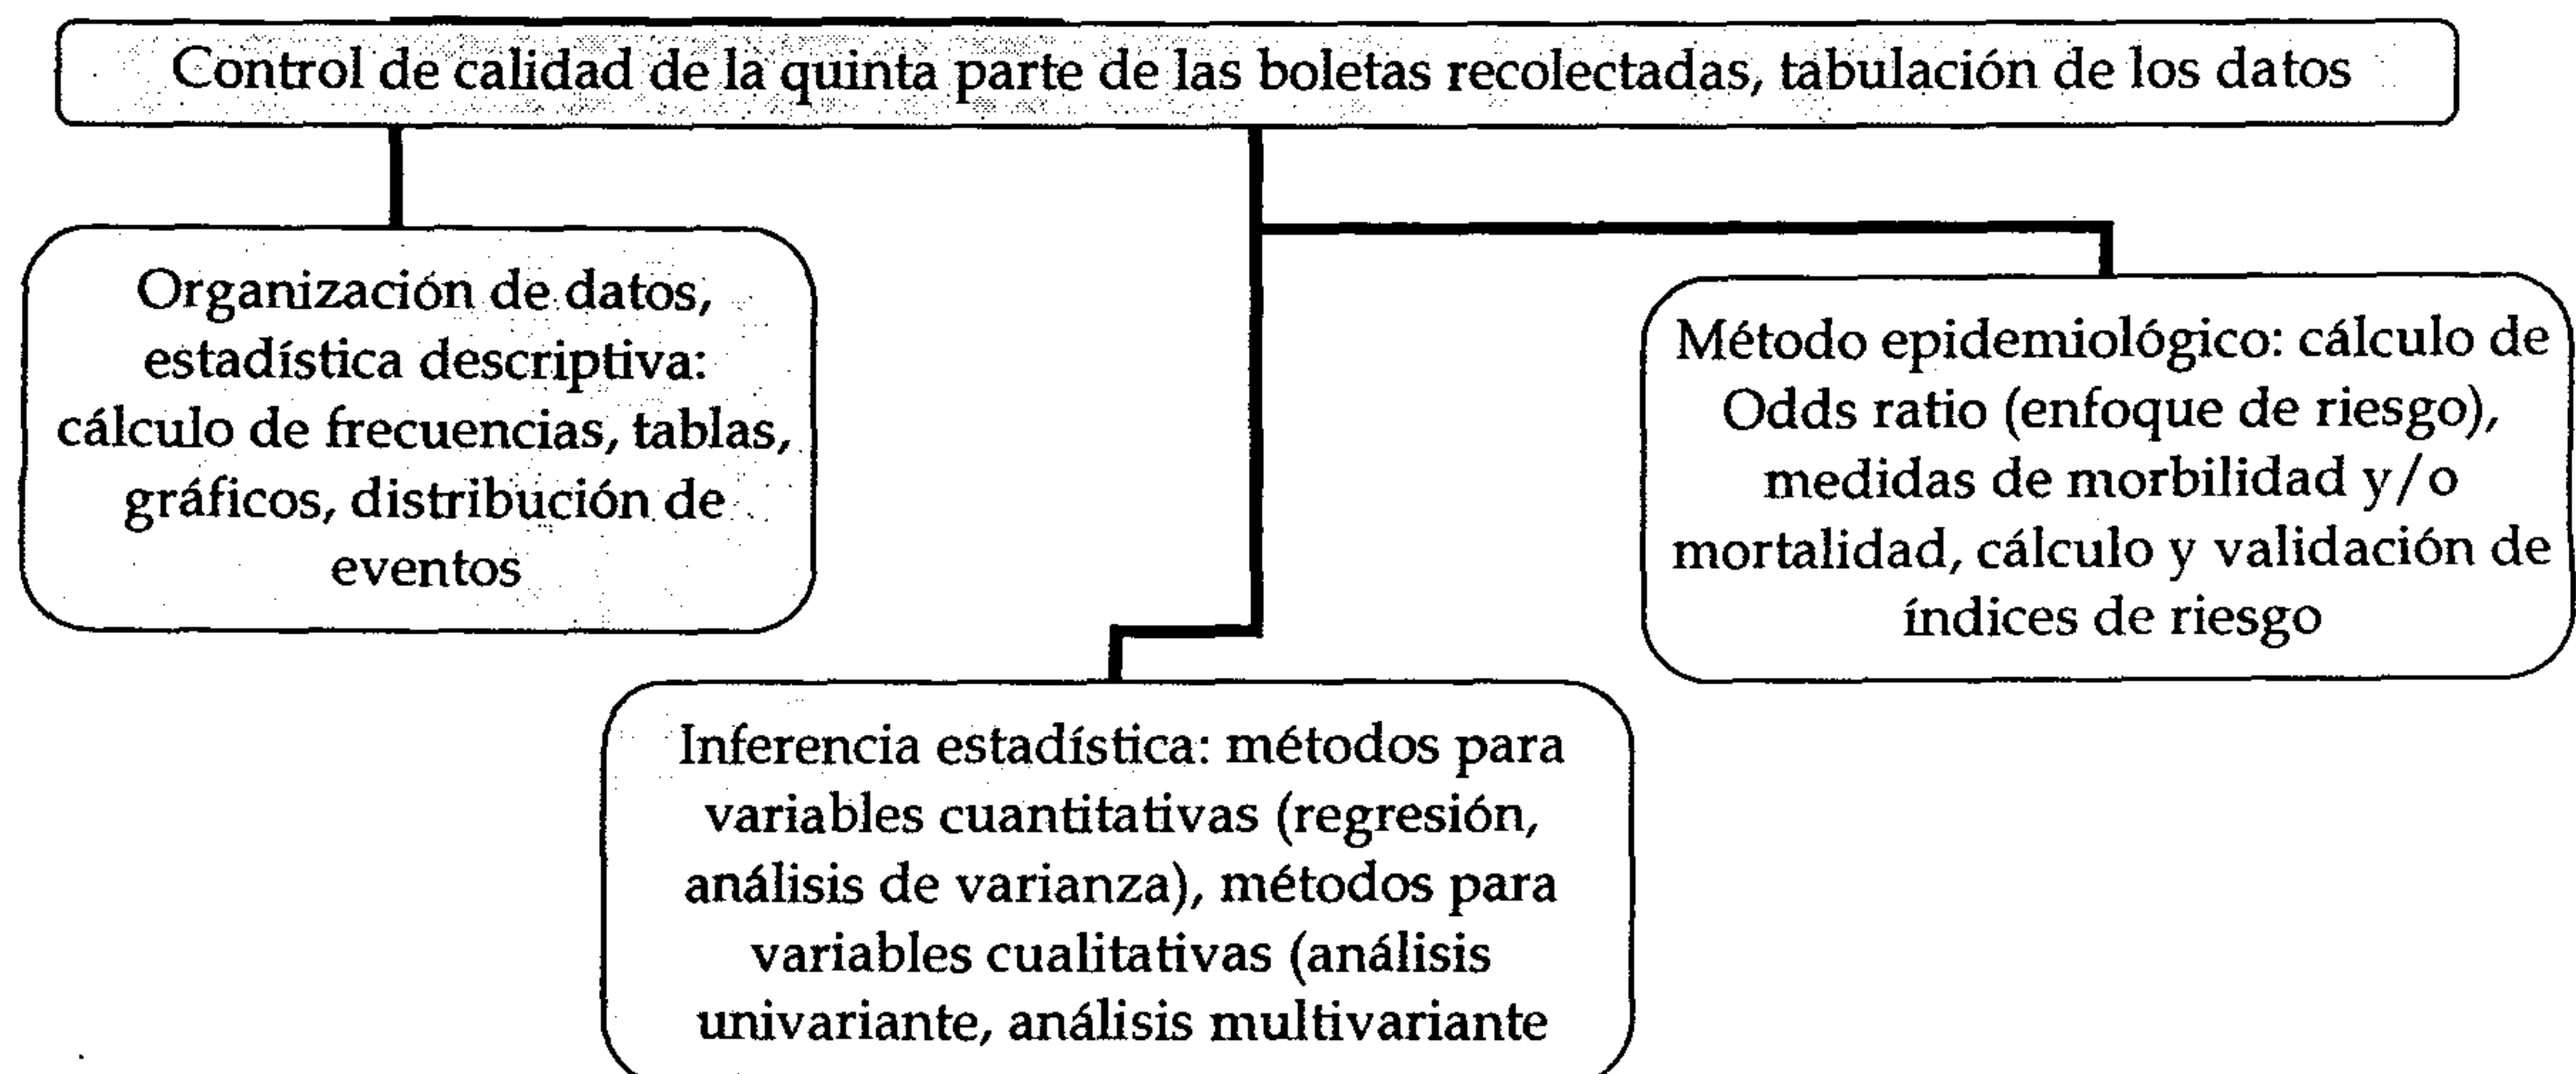 Control de calidad de la quinta parte de las boletas recolectadas, tabulación de los datos
Organización de datos,
estadística descriptiva:
cálculo de frecuencias, tablas,
gráficos, distribución de
eventos
Método epidemiológico: cálculo de
Odds ratio (enfoque de riesgo),
medidas de morbilidad y/o
mortalidad, cálculo y validación de
índices de riesgo
Inferencia estadística: métodos para
variables cuantitativas (regresión,
análisis de varianza), métodos para
variables cualitativas (análisis
univariante, análisis multivariante